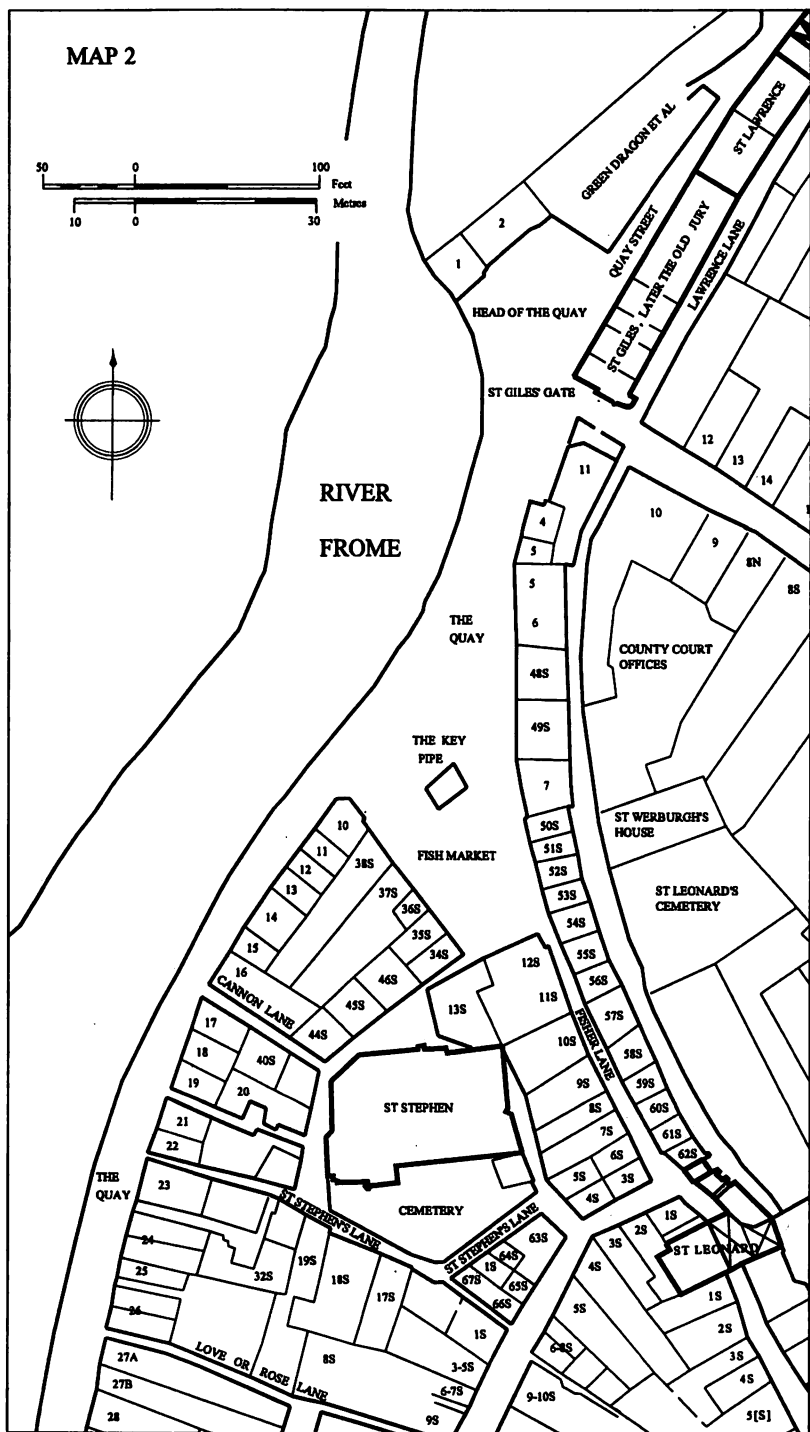 MAP 2
50 0 100
Feet
Metres
10 0 30
GREEN DRAGON ET AL
ST LAWRENCE
QUAY STREET
ST GILES, LATER THE OLD JURY
LAWRENCE LANE
2
1
HEAD OF THE QUAY
ST GILES' GATE
12
13
14
11
RIVER
FROME
10
9
8N
8S
4
5
5
6
THE
QUAY
COUNTY COURT
OFFICES
48S
49S
THE KEY
PIPE
7
10
11
12
13
14
15
16
38S
37S
36S
35S
34S
46S
45S
44S
FISH MARKET
50S
51S
52S
53S
54S
55S
56S
57S
58S
59S
60S
61S
62S
ST WERBURGH'S
HOUSE
ST LEONARD'S
CEMETERY
CANNON LANE
13S
12S
11S
10S
9S
8S
7S
6S
5S
4S
3S
FISHER LANE
17
18
19
40S
20
21
22
ST STEPHEN
CEMETERY
THE
QUAY
23
24
25
26
ST STEPHEN'S LANE
ST STEPHEN'S LANE
63S
64S
1S
67S
65S
66S
32S
19S
18S
17S
1S
8S
3-5S
6-7S
9S
LOVE OR ROSE LANE
27A
27B
28
1S
2S
3S
4S
5S
6-8S
9-10S
ST LEONARD
1S
2S
3S
4S
5[S]